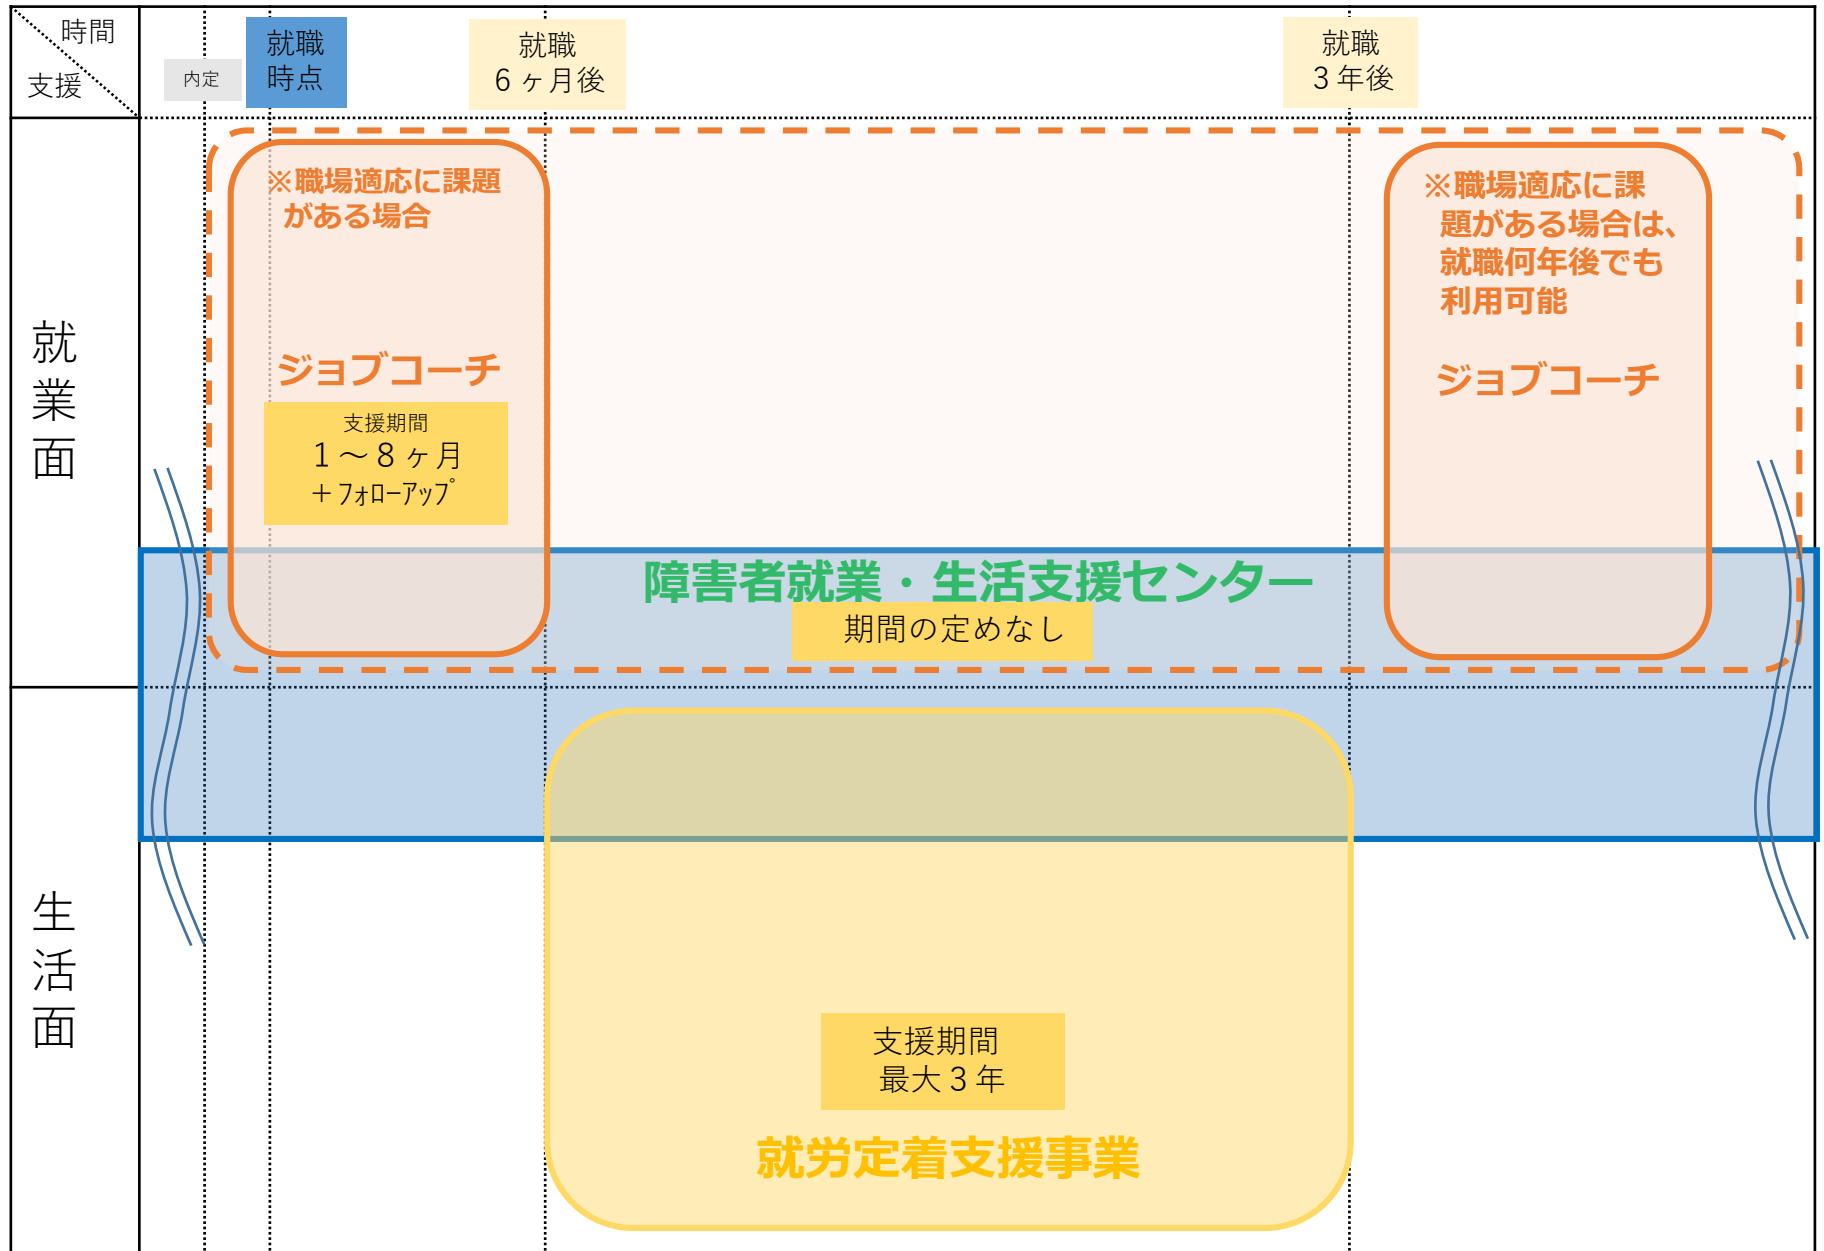 時間
支援
内定
就職
時点
就職
6ヶ月後
就職
3年後
就業面
※職場適応に課題
がある場合
ジョブコーチ
支援期間
1～8ヶ月
＋ﾌｫﾛｰｱｯﾌﾟ
※職場適応に課
題がある場合は、
就職何年後でも
利用可能
ジョブコーチ
障害者就業・生活支援センター
期間の定めなし
生活面
支援期間
最大3年
就労定着支援事業